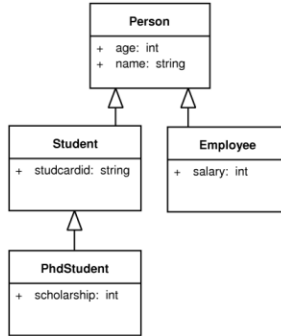 Person
+ age: int
+ name: string
Student
+ studcardid: string
Employee
+ salary: int
PhdStudent
+ scholarship: int